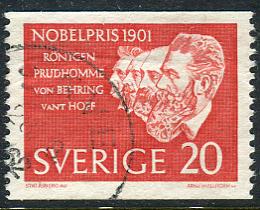 NOBELPRIS 1901
RÖNTGEN
PRUDHOMME
VON BEHRING
VANT HOFF
SVERIGE 20